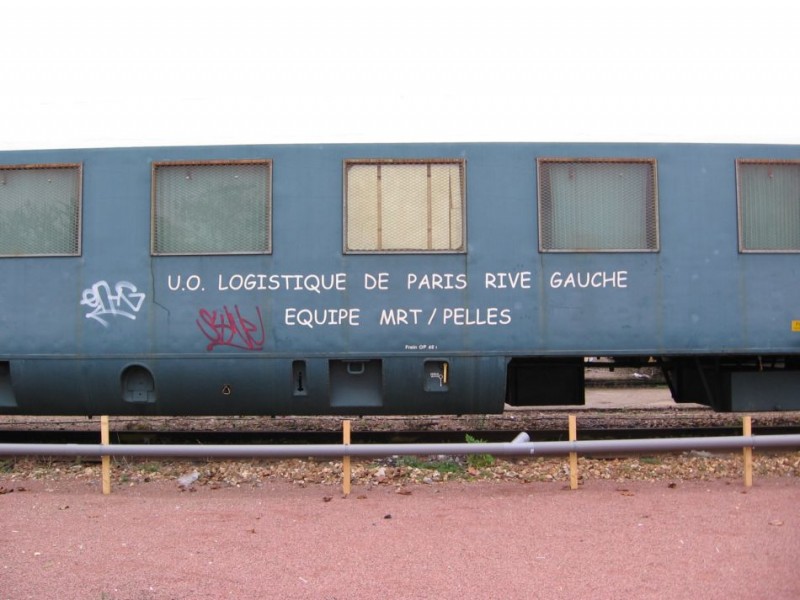 U.O. LOGISTIQUE DE PARIS RIVE GAUCHE
EQUIPE MRT / PELLES